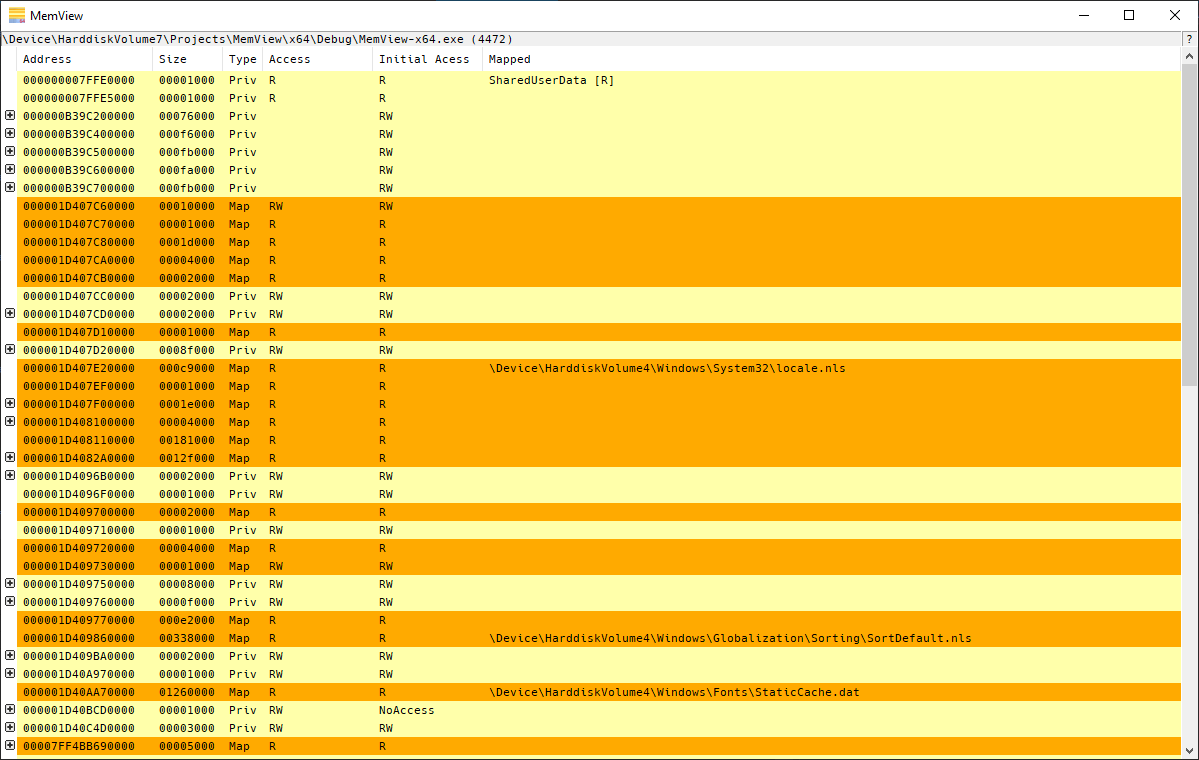 MemView
\Device\HarddiskVolume7\Projects\MemView\x64\Debug\MemView-x64.exe (4472) ?
Address Size Type Access Initial Acess Mapped
000000007FFE0000 00001000 Priv R R SharedUserData [R]
000000007FFE5000 00001000 Priv R R
000000B39C200000 00076000 Priv RW
000000B39C400000 000f6000 Priv RW
000000B39C500000 000fb000 Priv RW
000000B39C600000 000fa000 Priv RW
000000B39C700000 000fb000 Priv RW
000001D407C60000 00010000 Map RW RW
000001D407C70000 00001000 Map R R
000001D407C80000 0001d000 Map R R
000001D407CA0000 00004000 Map R R
000001D407CB0000 00002000 Map R R
000001D407CC0000 00002000 Priv RW RW
000001D407CD0000 00002000 Priv RW RW
000001D407D10000 00001000 Map R R
000001D407D20000 0008f000 Priv RW RW
000001D407E20000 000c9000 Map R R \Device\HarddiskVolume4\Windows\System32\locale.nls
000001D407EF0000 00001000 Map R R
000001D407F00000 0001e000 Map R R
000001D408100000 00004000 Map R R
000001D408110000 00181000 Map R R
000001D4082A0000 0012f000 Map R R
000001D4096B0000 00002000 Priv RW RW
000001D4096F0000 00001000 Priv RW RW
000001D409700000 00002000 Map R R
000001D409710000 00001000 Priv RW RW
000001D409720000 00004000 Map R R
000001D409730000 00001000 Map RW RW
000001D409750000 00008000 Priv RW RW
000001D409760000 0000f000 Priv RW RW
000001D409770000 000e2000 Map R R
000001D409860000 00338000 Map R R \Device\HarddiskVolume4\Windows\Globalization\Sorting\SortDefault.nls
000001D409BA0000 00002000 Priv RW RW
000001D40A970000 00001000 Priv RW RW
000001D40AA70000 01260000 Map R R \Device\HarddiskVolume4\Windows\Fonts\StaticCache.dat
000001D40BCD0000 00001000 Priv RW NoAccess
000001D40C4D0000 00003000 Priv RW RW
00007FF4BB690000 00005000 Map R R